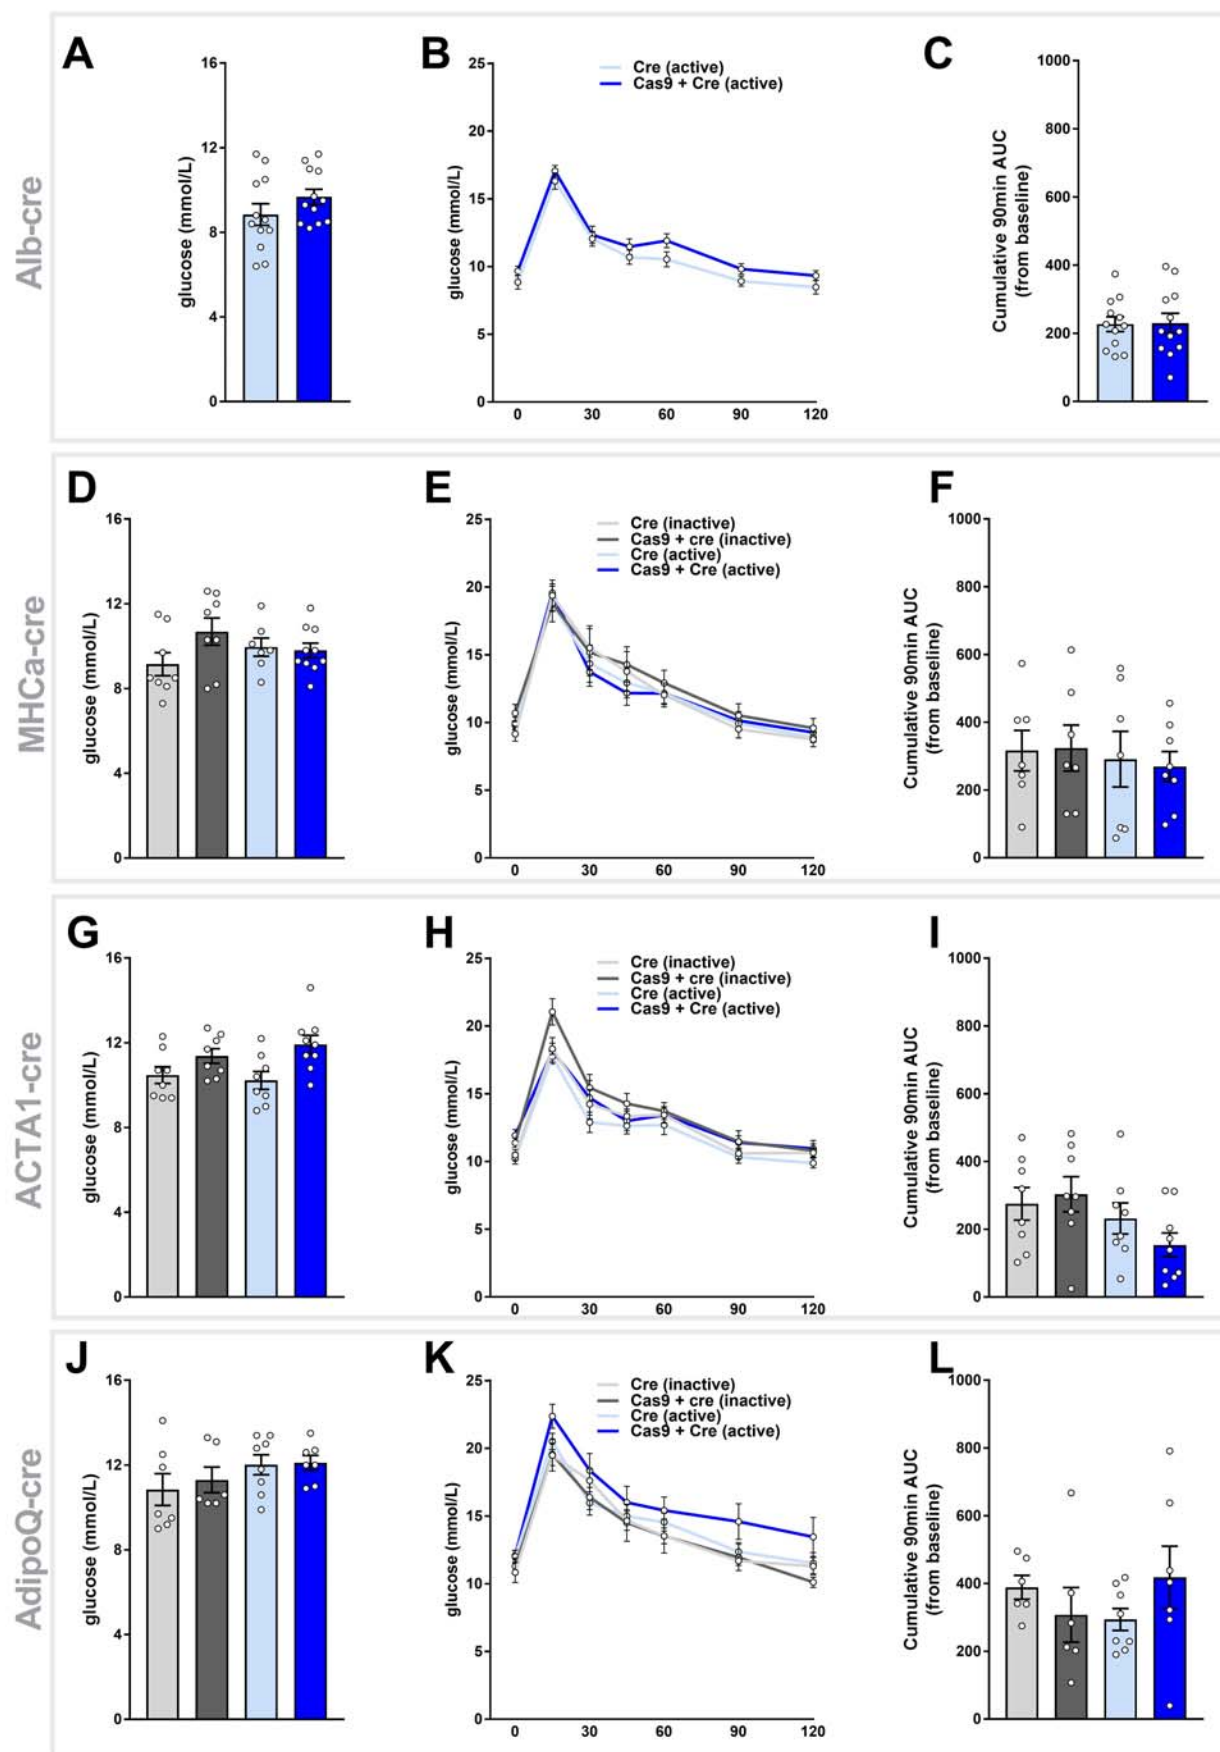 Alb-cre
A
16
12
8
4
0
glucose (mmol/L)
B
25
20
15
10
5
0
glucose (mmol/L)
Cre (active)
Cas9 + Cre (active)
0 30 60 90 120
C
1000
800
600
400
200
0
Cumulative 90min AUC
(from baseline)
MHCa-cre
D
16
12
8
4
0
glucose (mmol/L)
E
25
20
15
10
5
0
glucose (mmol/L)
Cre (inactive)
Cas9 + cre (inactive)
Cre (active)
Cas9 + Cre (active)
0 30 60 90 120
F
1000
800
600
400
200
0
Cumulative 90min AUC
(from baseline)
ACTA1-cre
G
16
12
8
4
0
glucose (mmol/L)
H
25
20
15
10
5
0
glucose (mmol/L)
Cre (inactive)
Cas9 + cre (inactive)
Cre (active)
Cas9 + Cre (active)
0 30 60 90 120
I
1000
800
600
400
200
0
Cumulative 90min AUC
(from baseline)
AdipoQ-cre
J
16
12
8
4
0
glucose (mmol/L)
K
25
20
15
10
5
0
glucose (mmol/L)
Cre (inactive)
Cas9 + cre (inactive)
Cre (active)
Cas9 + Cre (active)
0 30 60 90 120
L
1000
800
600
400
200
0
Cumulative 90min AUC
(from baseline)